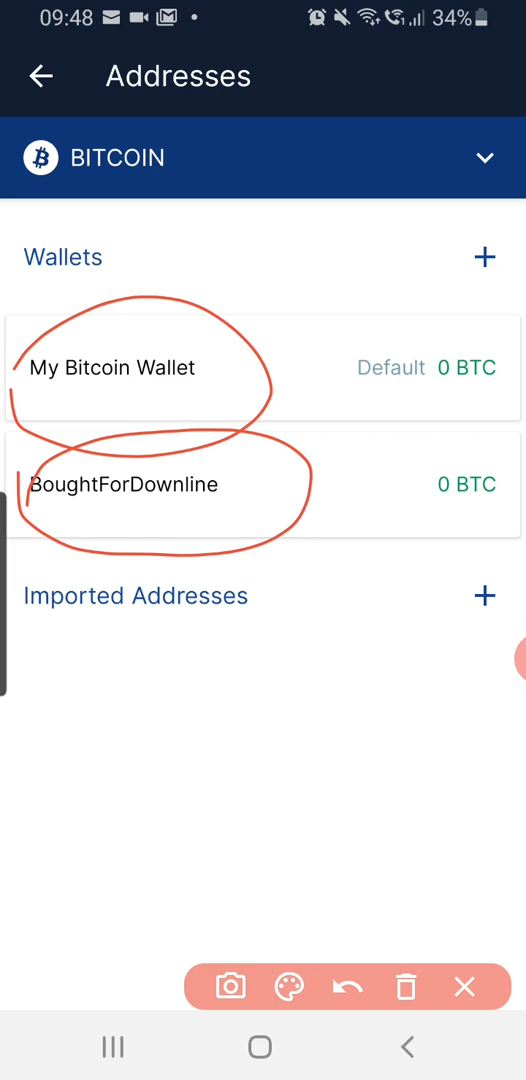 09:48 34%
Addresses
BITCOIN
Wallets
My Bitcoin Wallet Default 0 BTC
BoughtForDownline 0 BTC
Imported Addresses